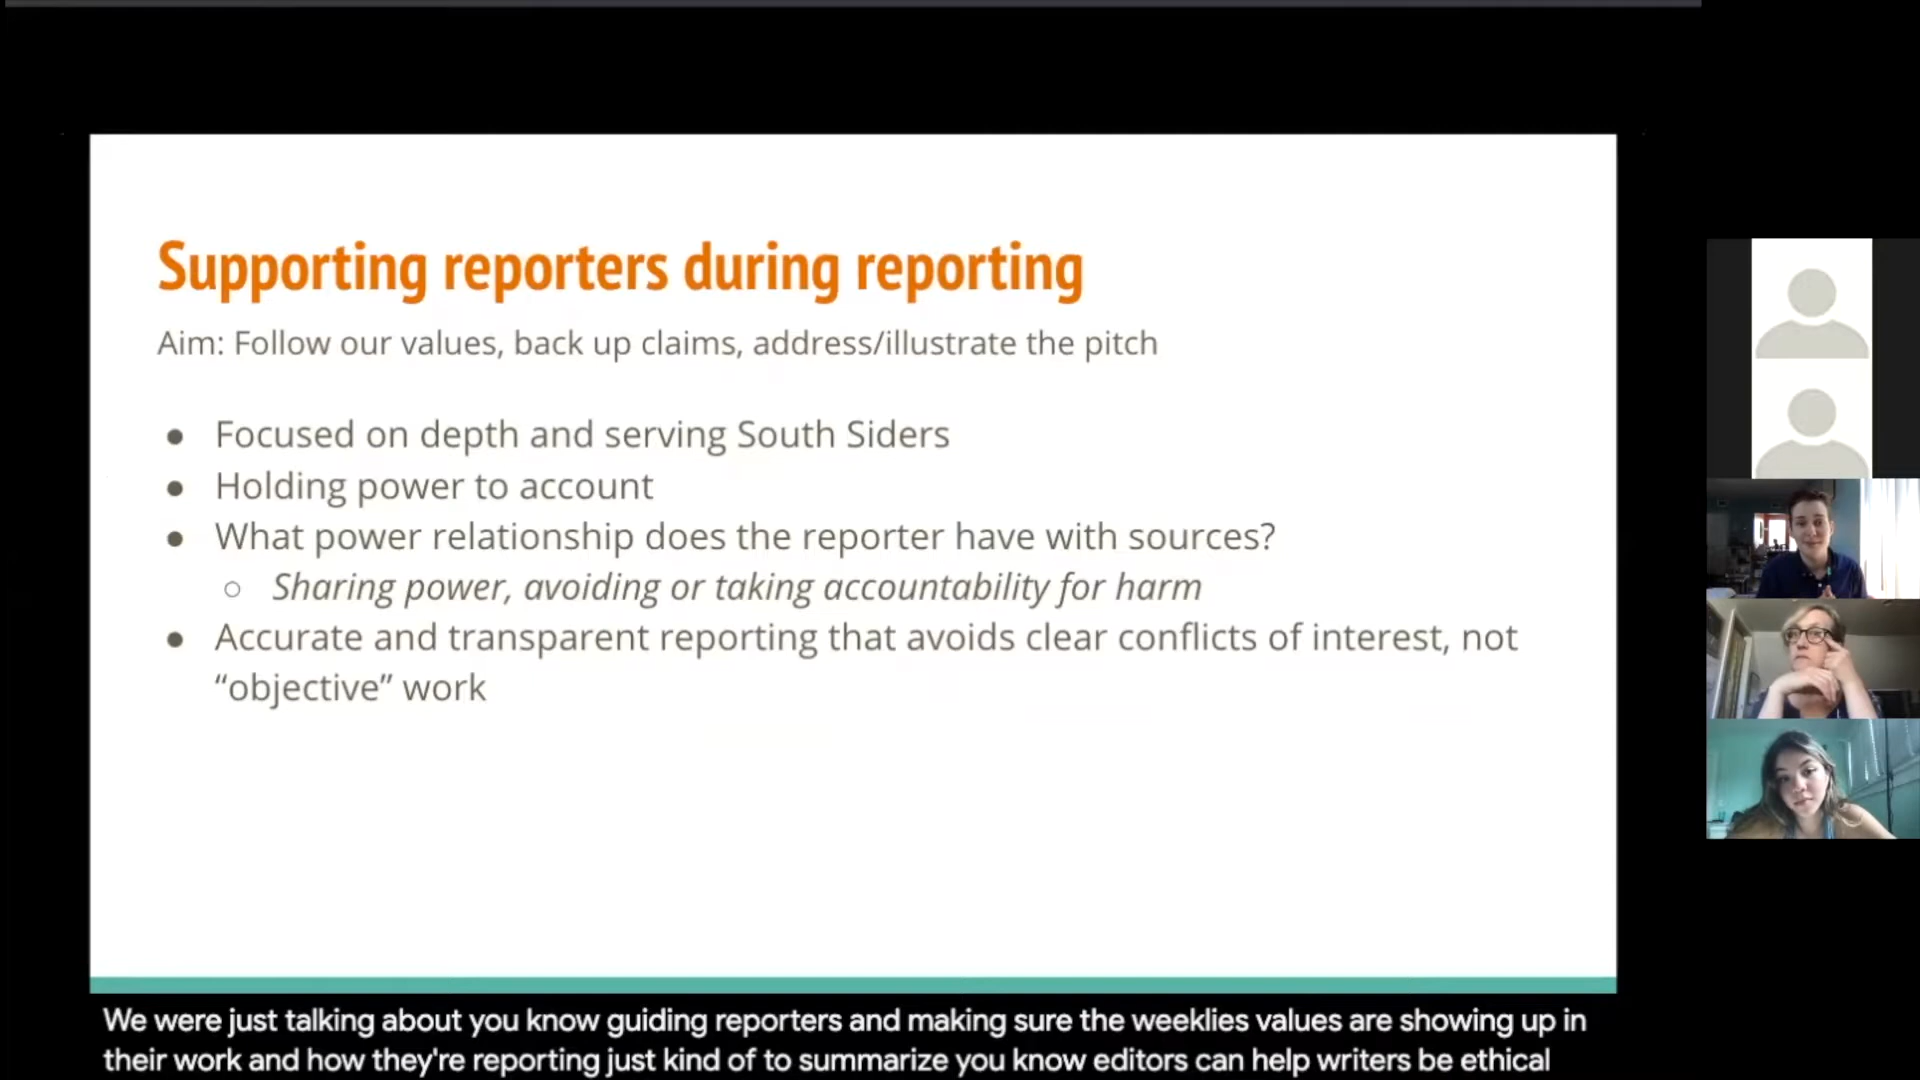 Supporting reporters during reporting
Aim: Follow our values, back up claims, address/illustrate the pitch
● Focused on depth and serving South Siders
● Holding power to account
● What power relationship does the reporter have with sources?
○ Sharing power, avoiding or taking accountability for harm
● Accurate and transparent reporting that avoids clear conflicts of interest, not
“objective” work
We were just talking about you know guiding reporters and making sure the weeklies values are showing up in
their work and how they're reporting just kind of to summarize you know editors can help writers be ethical